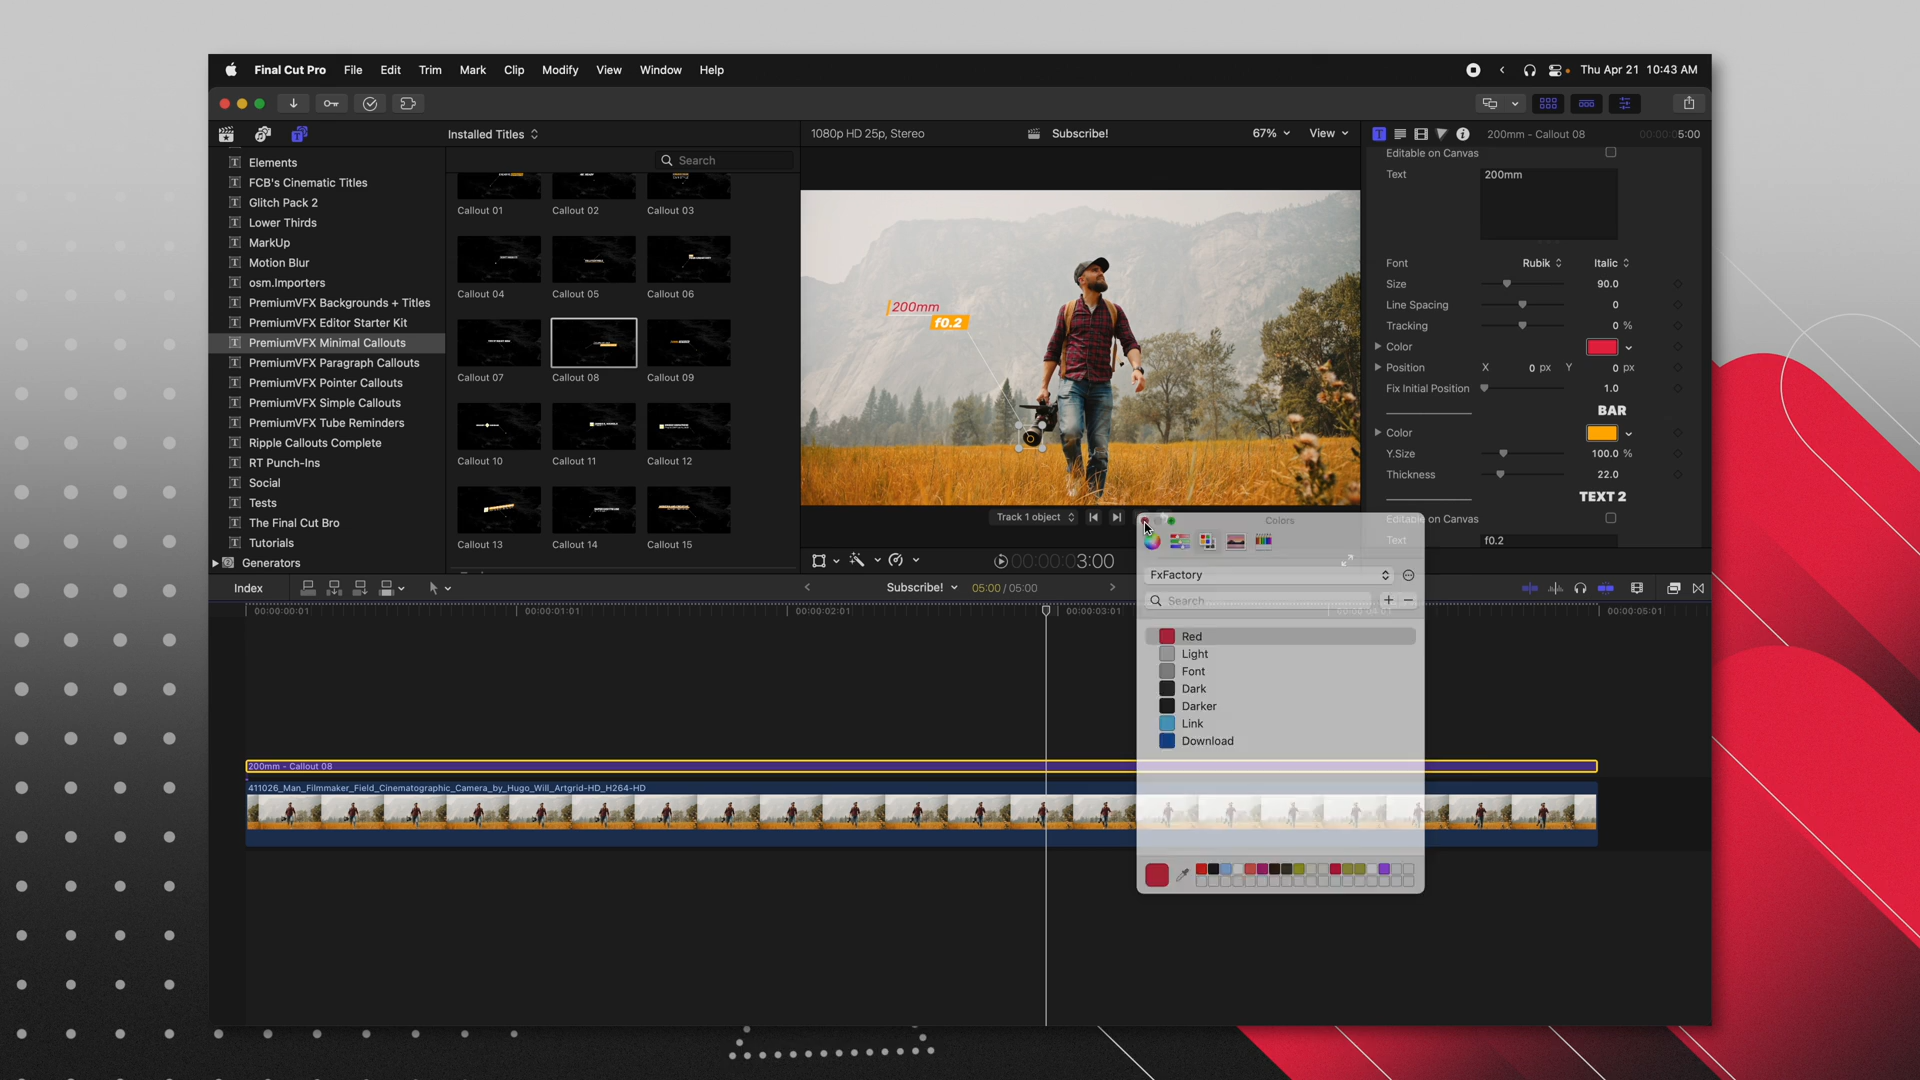 Final Cut Pro File Edit Trim Mark Clip Modify View Window Help
Thu Apr 21 10:43 AM
Installed Titles
1080p HD 25p, Stereo
Subscribe!
67%
View
200mm - Callout 08
00:00:05:00
Elements
FCB's Cinematic Titles
Glitch Pack 2
Lower Thirds
MarkUp
Motion Blur
osm.Importers
PremiumVFX Backgrounds + Titles
PremiumVFX Editor Starter Kit
PremiumVFX Minimal Callouts
PremiumVFX Paragraph Callouts
PremiumVFX Pointer Callouts
PremiumVFX Simple Callouts
PremiumVFX Tube Reminders
Ripple Callouts Complete
RT Punch-Ins
Social
Tests
The Final Cut Bro
Tutorials
Generators
Search
Callout 01 Callout 02 Callout 03
Callout 04 Callout 05 Callout 06
Callout 07 Callout 08 Callout 09
Callout 10 Callout 11 Callout 12
Callout 13 Callout 14 Callout 15
200mm
f0.2
Track 1 object
00:00:00:03:00
Editable on Canvas
Text 200mm
Font Rubik Italic
Size 90.0
Line Spacing 0
Tracking 0 %
Color
Position X 0 px Y 0 px
Fix Initial Position 1.0
BAR
Color
Y.Size 100.0 %
Thickness 22.0
TEXT 2
Editable on Canvas
Text f0.2
Index
Subscribe!
05:00 / 05:00
00:00:00:01 00:00:01:01 00:00:02:01 00:00:03:01 00:00:04:01 00:00:05:01
200mm - Callout 08
411026_Man_Filmmaker_Field_Cinematographic_Camera_by_Hugo_Will_Artgrid-HD_H264-HD
Colors
FxFactory
Search
Red
Light
Font
Dark
Darker
Link
Download